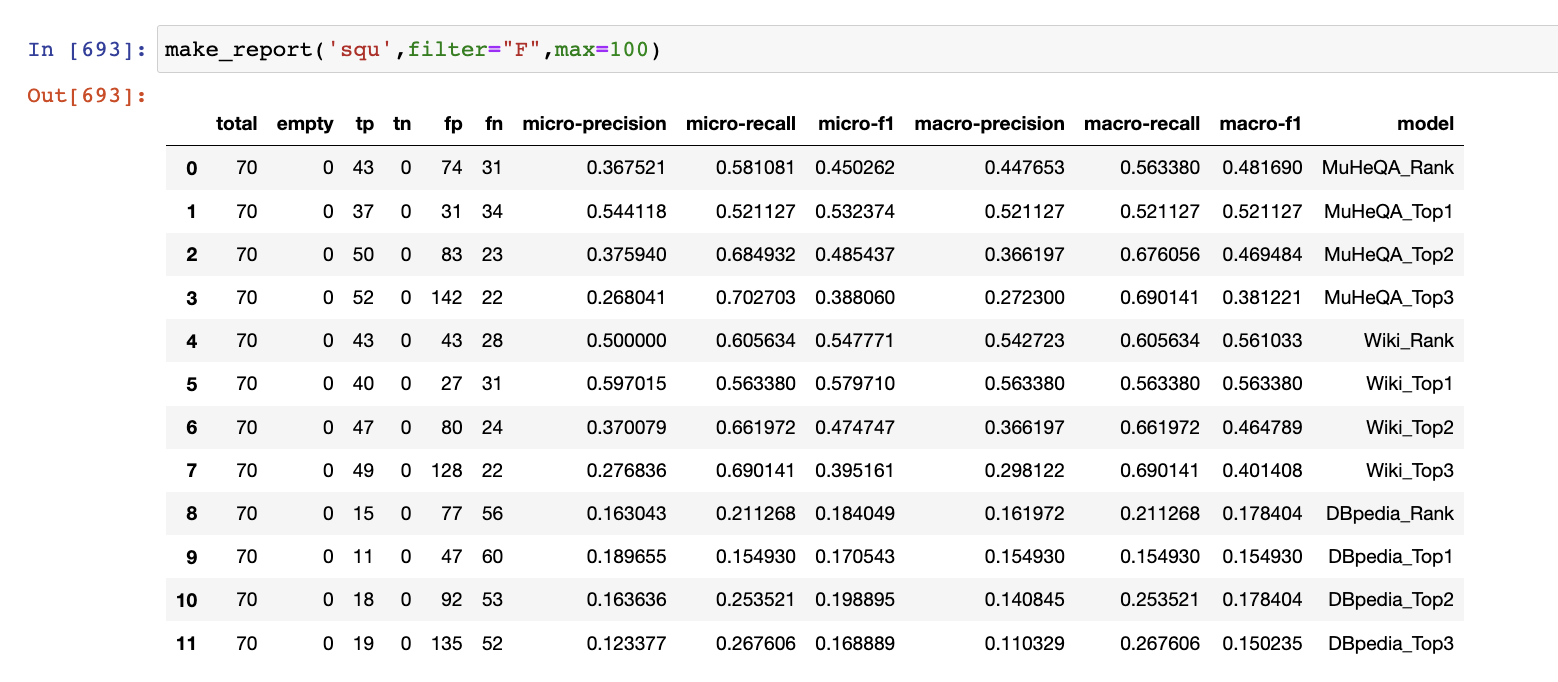 In [693]: make_report('squ',filter="F",max=100)
Out[693]:
total empty tp tn fp fn micro-precision micro-recall micro-f1 macro-precision macro-recall macro-f1 model
0 70 0 43 0 74 31 0.367521 0.581081 0.450262 0.447653 0.563380 0.481690 MuHeQA_Rank
1 70 0 37 0 31 34 0.544118 0.521127 0.532374 0.521127 0.521127 0.521127 MuHeQA_Top1
2 70 0 50 0 83 23 0.375940 0.684932 0.485437 0.366197 0.676056 0.469484 MuHeQA_Top2
3 70 0 52 0 142 22 0.268041 0.702703 0.388060 0.272300 0.690141 0.381221 MuHeQA_Top3
4 70 0 43 0 43 28 0.500000 0.605634 0.547771 0.542723 0.605634 0.561033 Wiki_Rank
5 70 0 40 0 27 31 0.597015 0.563380 0.579710 0.563380 0.563380 0.563380 Wiki_Top1
6 70 0 47 0 80 24 0.370079 0.661972 0.474747 0.366197 0.661972 0.464789 Wiki_Top2
7 70 0 49 0 128 22 0.276836 0.690141 0.395161 0.298122 0.690141 0.401408 Wiki_Top3
8 70 0 15 0 77 56 0.163043 0.211268 0.184049 0.161972 0.211268 0.178404 DBpedia_Rank
9 70 0 11 0 47 60 0.189655 0.154930 0.170543 0.154930 0.154930 0.154930 DBpedia_Top1
10 70 0 18 0 92 53 0.163636 0.253521 0.198895 0.140845 0.253521 0.178404 DBpedia_Top2
11 70 0 19 0 135 52 0.123377 0.267606 0.168889 0.110329 0.267606 0.150235 DBpedia_Top3